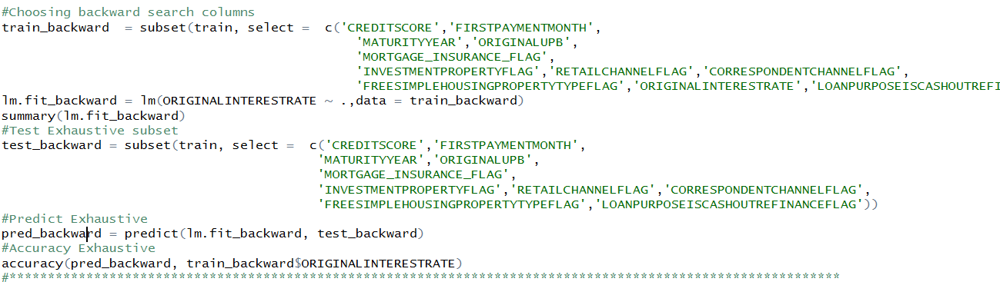 #Choosing backward search columns
train_backward  = subset(train, select =  c('CREDITSCORE','FIRSTPAYMENTMONTH',
'MATURITYYEAR','ORIGINALUPB',
'MORTGAGE_INSURANCE_FLAG',
'INVESTMENTPROPERTYFLAG','RETAILCHANNELFLAG','CORRESPONDENTCHANNELFLAG',
'FREESIMPLEHOUSINGPROPERTYTYPEFLAG','ORIGINALINTERESTRATE','LOANPURPOSEISCASHOUTREFI
lm.fit_backward = lm(ORIGINALINTERESTRATE ~ .,data = train_backward)
summary(lm.fit_backward)
#Test Exhaustive subset
test_backward = subset(train, select =  c('CREDITSCORE','FIRSTPAYMENTMONTH',
'MATURITYYEAR','ORIGINALUPB',
'MORTGAGE_INSURANCE_FLAG',
'INVESTMENTPROPERTYFLAG','RETAILCHANNELFLAG','CORRESPONDENTCHANNELFLAG',
'FREESIMPLEHOUSINGPROPERTYTYPEFLAG','LOANPURPOSEISCASHOUTREFINANCEFLAG'))
#Predict Exhaustive
pred_backward = predict(lm.fit_backward, test_backward)
#Accuracy Exhaustive
accuracy(pred_backward, train_backward$ORIGINALINTERESTRATE)
#************************************************************************************************************